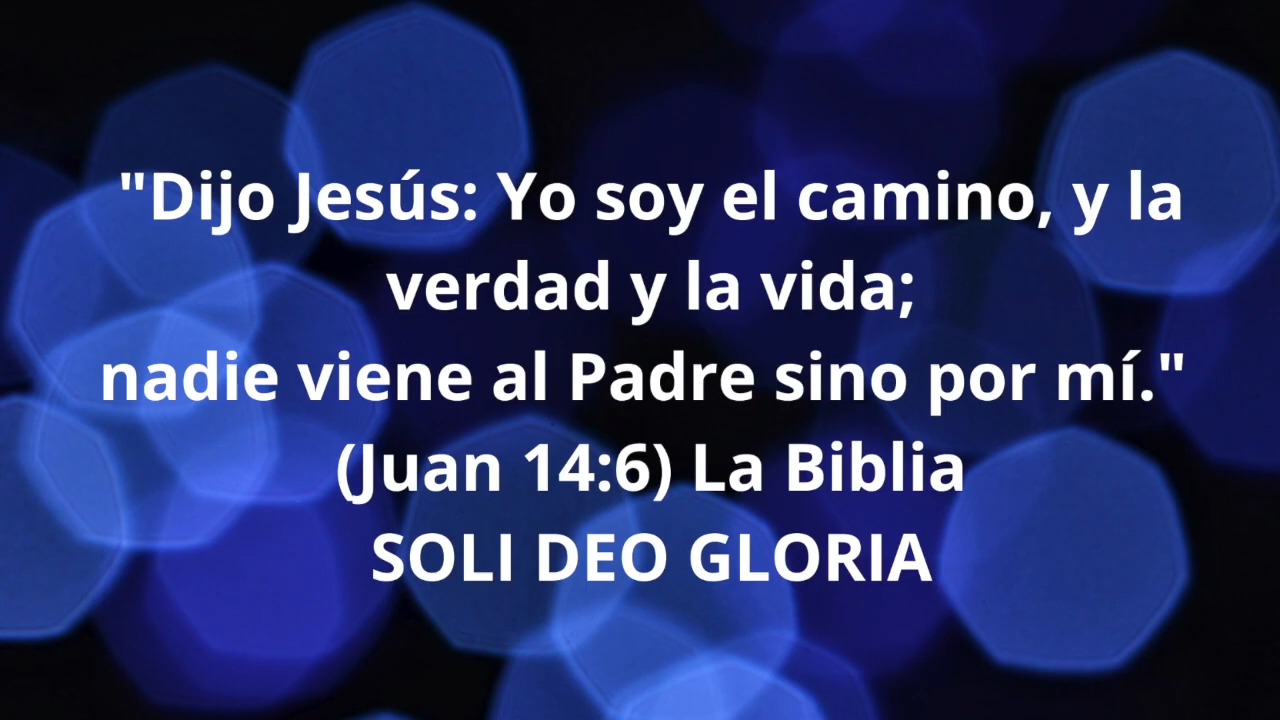 "Dijo Jesús: Yo soy el camino, y la
verdad y la vida;
nadie viene al Padre sino por mí."
(Juan 14:6) La Biblia
SOLI DEO GLORIA